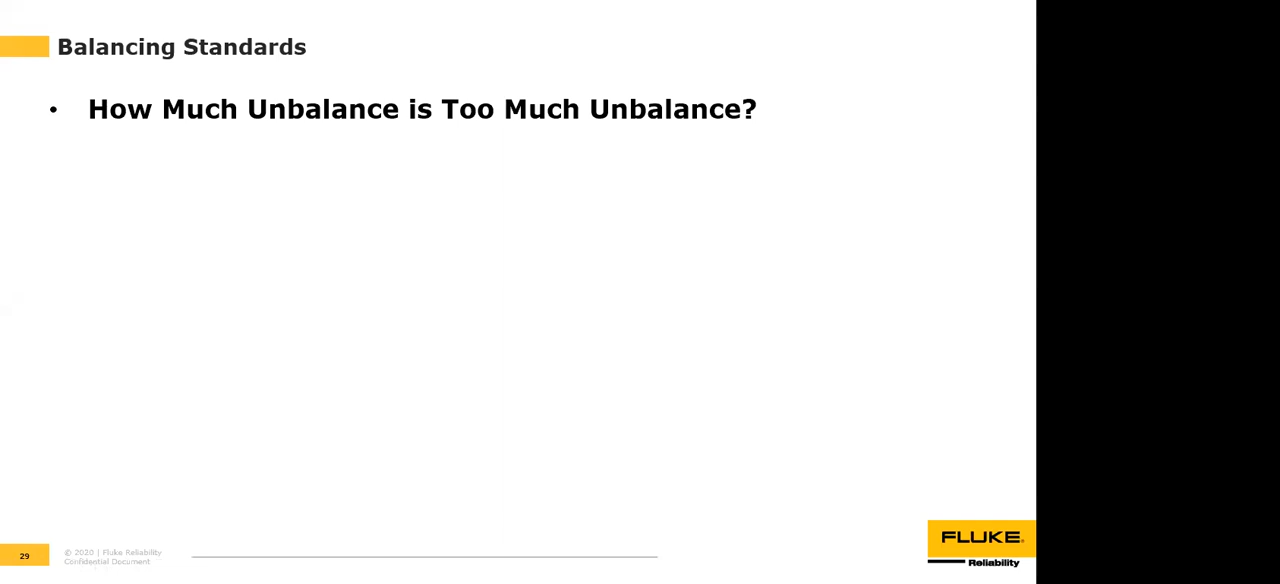 Balancing Standards
• How Much Unbalance is Too Much Unbalance?
29
© 2020 | Fluke Reliability
Confidential Document
FLUKE®
Reliability